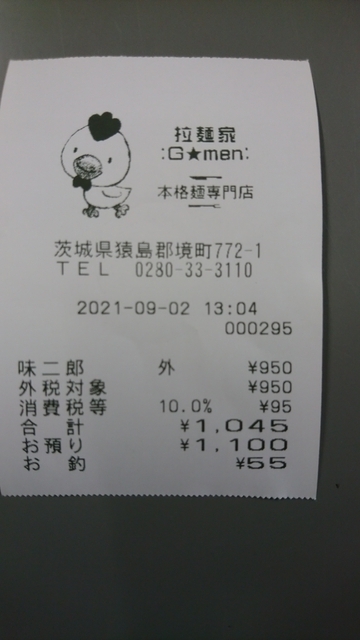 拉麺家
:G★men:
本格麺専門店
茨城県猿島郡境町772-1
TEL 0280-33-3110
2021-09-02 13:04
000295
味二郎 外 ¥950
外税対象 ¥950
消費税等 10.0% ¥95
合計 ¥1,045
お預り ¥1,100
お釣 ¥55